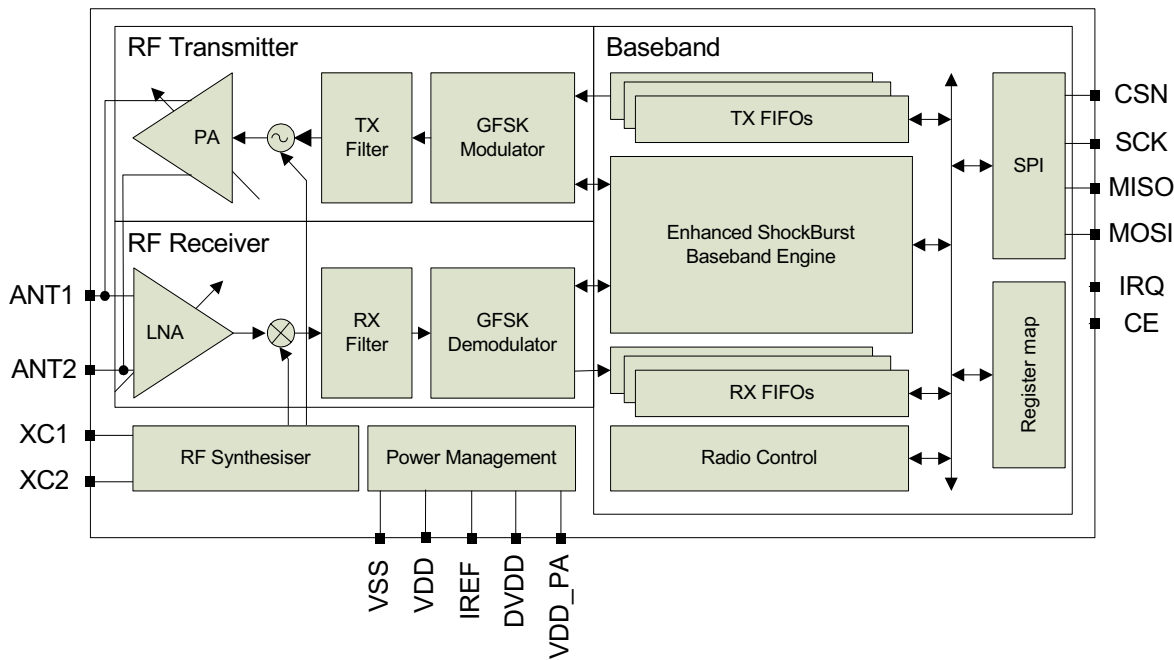 RF Transmitter
Baseband
PA
TX
Filter
GFSK
Modulator
TX FIFOs
SPI
CSN
SCK
MISO
MOSI
Enhanced ShockBurst
Baseband Engine
RF Receiver
ANT1
ANT2
LNA
RX
Filter
GFSK
Demodulator
IRQ
CE
RX FIFOs
Register map
XC1
XC2
RF Synthesiser
Power Management
Radio Control
VSS
VDD
IREF
DVDD
VDD_PA